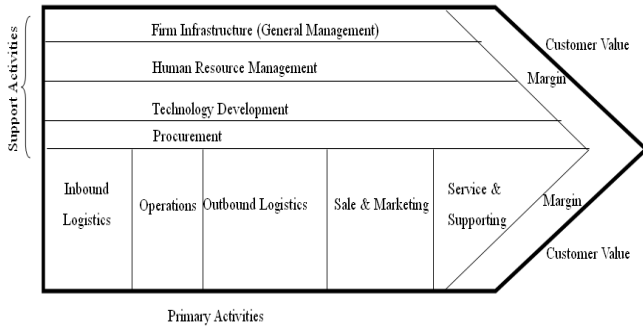 Support Activities
Firm Infrastructure (General Management)
Human Resource Management
Technology Development
Procurement
Customer Value
Margin
Inbound
Logistics
Operations
Outbound Logistics
Sale & Marketing
Service &
Supporting
Margin
Customer Value
Primary Activities